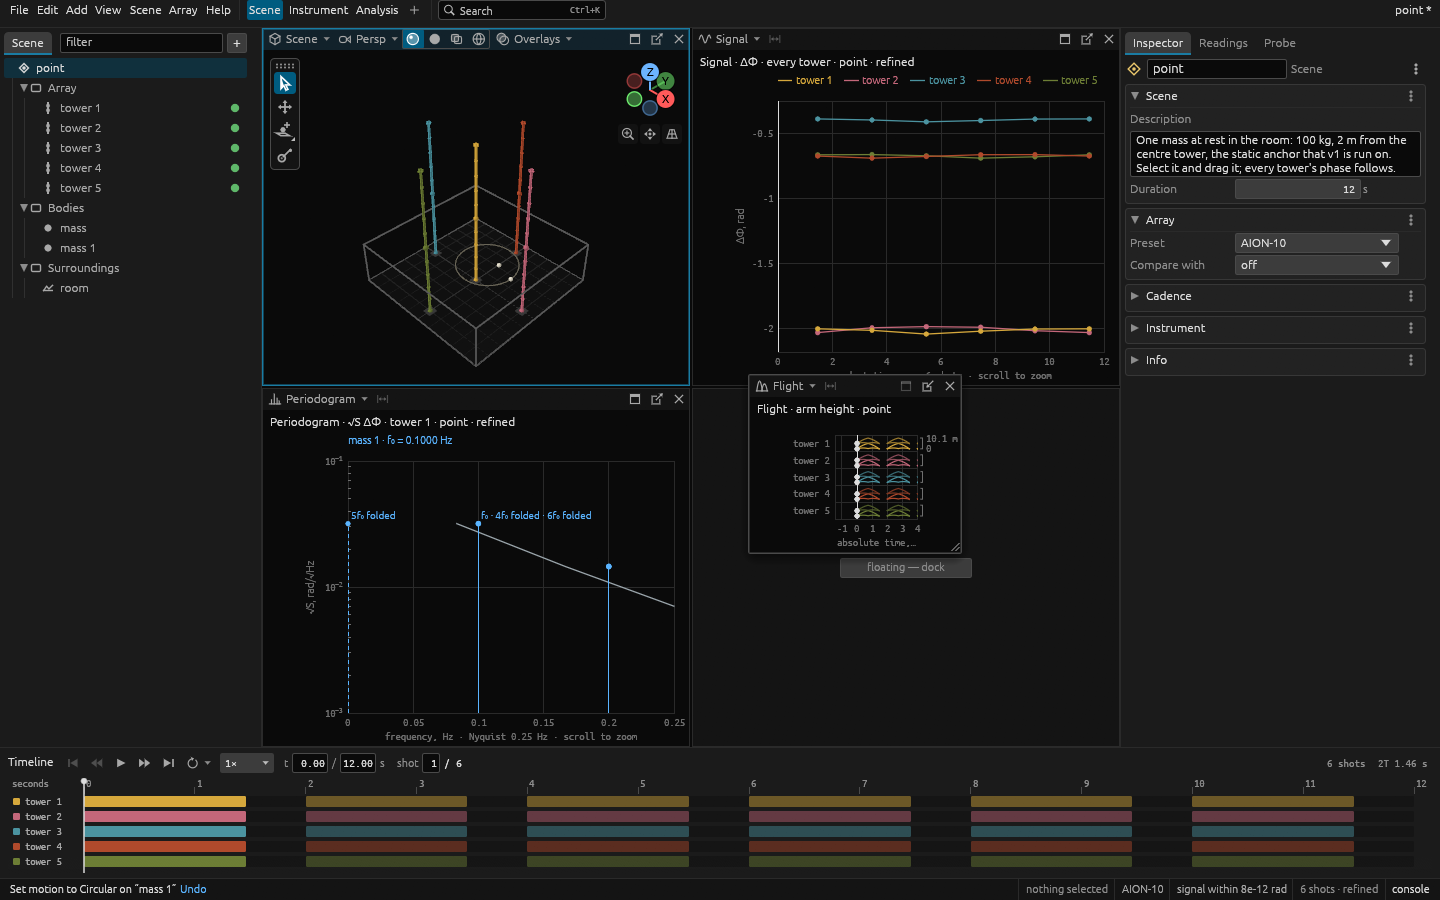 File Edit Add View Scene Array Help Scene Instrument Analysis + Search Ctrl+K point *
Scene filter +
point
Array
tower 1
tower 2
tower 3
tower 4
tower 5
Bodies
mass
mass 1
Surroundings
room
Scene Persp Overlays
Z
Y
X
Signal
Signal · ΔΦ · every tower · point · refined
tower 1 tower 2 tower 3 tower 4 tower 5
-0.5
-1
-1.5
-2
ΔΦ, rad
0 2 4 6 8 10 12
· scroll to zoom
Periodogram
Periodogram · √S ΔΦ · tower 1 · point · refined
mass 1 · f₀ = 0.1000 Hz
5f₀ folded
f₀ · 4f₀ folded · 6f₀ folded
10⁻²
10⁻³
√S, rad/√Hz
0 0.05 0.1 0.15 0.2 0.25
frequency, Hz · Nyquist 0.25 Hz · scroll to zoom
Flight
Flight · arm height · point
tower 1
tower 2
tower 3
tower 4
tower 5
10.1 m
0
-1 0 1 2 3 4
absolute time,…
floating — dock
Inspector Readings Probe
point Scene
Scene
Description
One mass at rest in the room: 100 kg, 2 m from the
centre tower, the static anchor that v1 is run on.
Select it and drag it; every tower's phase follows.
Duration 12 s
Array
Preset AION-10
Compare with off
Cadence
Instrument
Info
Timeline 1× t 0.00 / 12.00 s shot 1 / 6 6 shots 2T 1.46 s
seconds 0 1 2 3 4 5 6 7 8 9 10 11 12
tower 1
tower 2
tower 3
tower 4
tower 5
Set motion to Circular on “mass 1” Undo nothing selected AION-10 signal within 8e-12 rad 6 shots · refined console